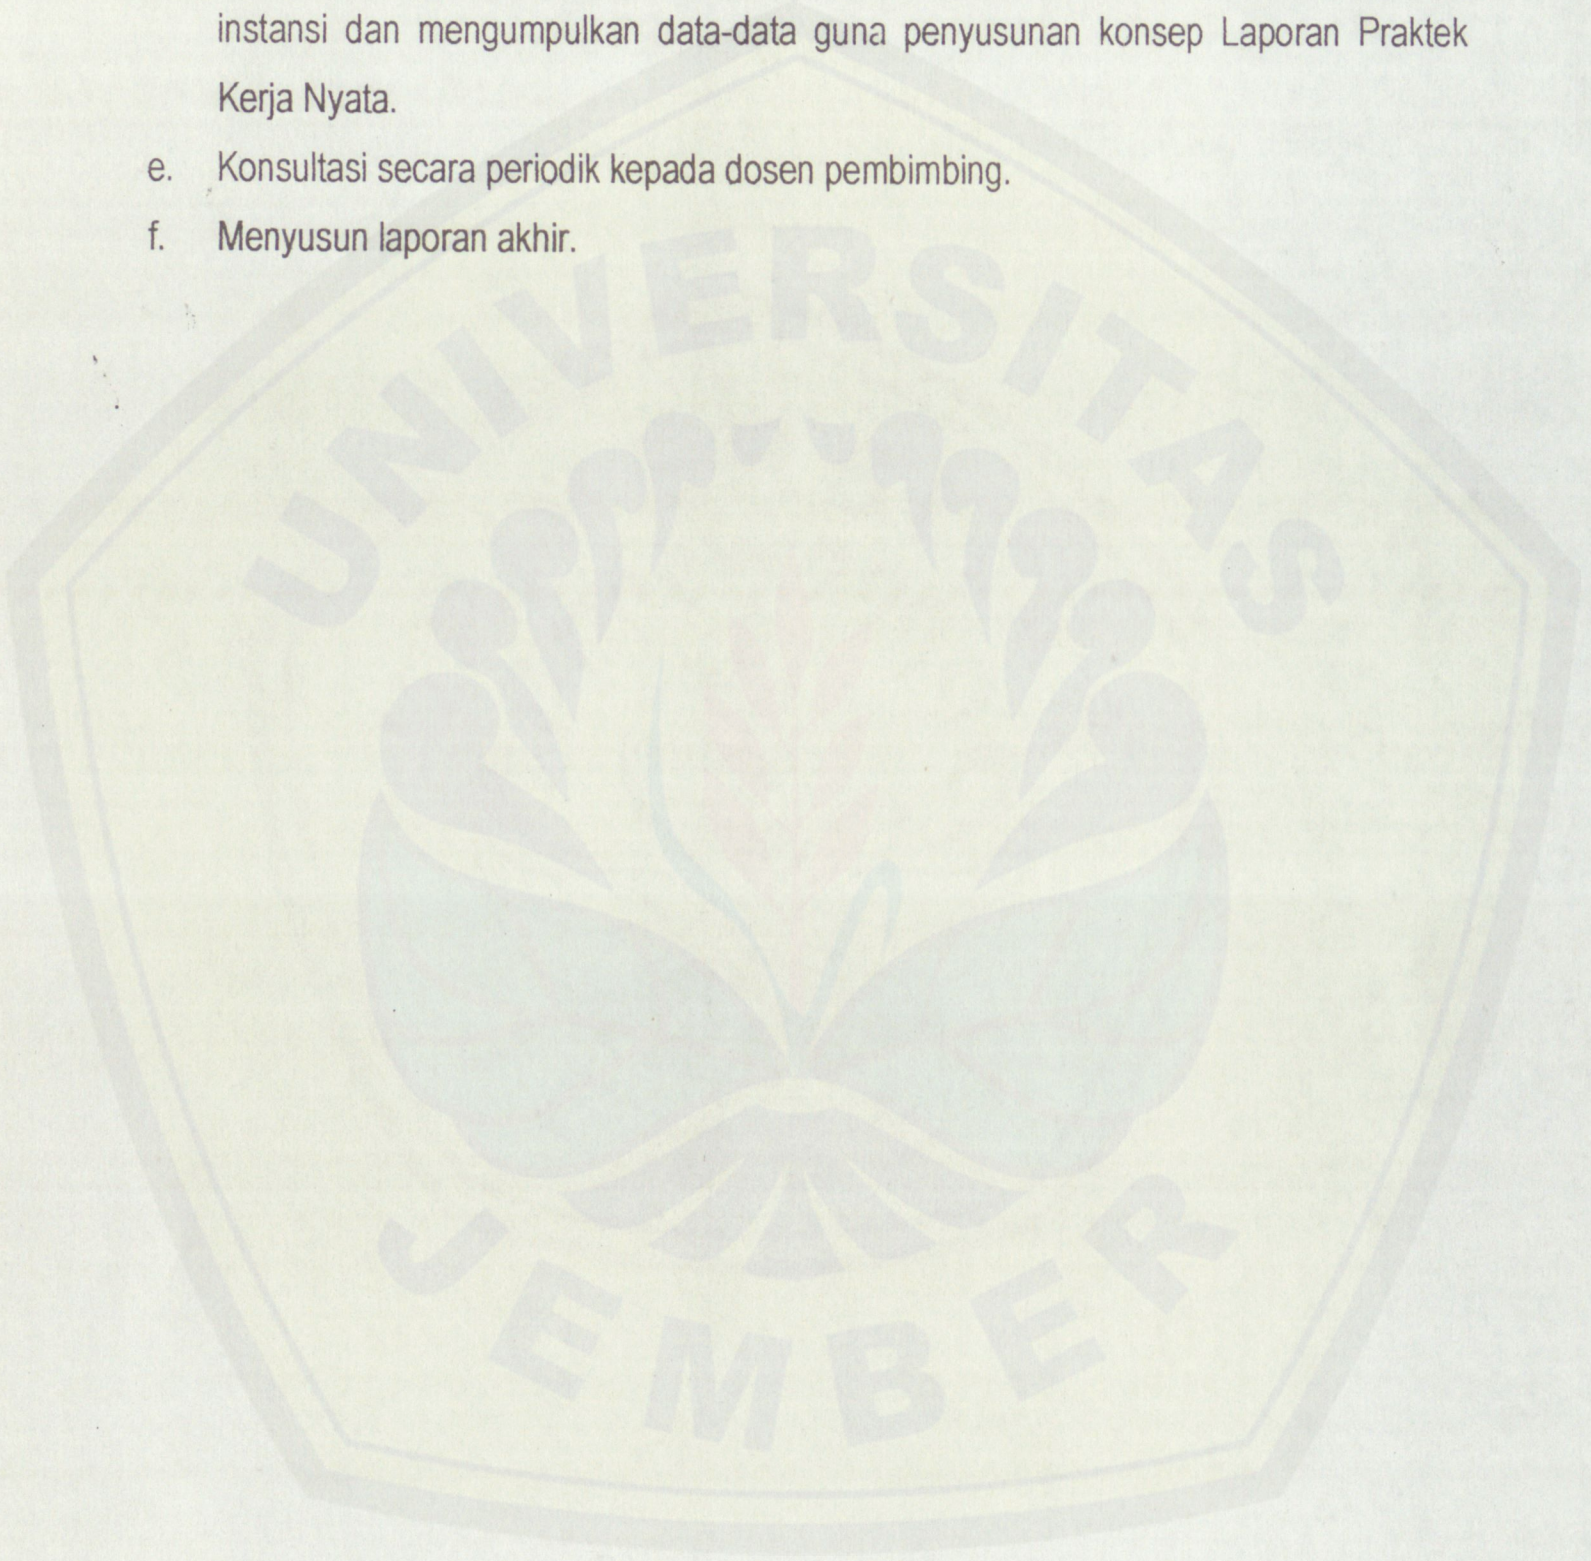 instansi dan mengumpulkan data-data guna penyusunan konsep Laporan Praktek
Kerja Nyata.
e. Konsultasi secara periodik kepada dosen pembimbing.
f. Menyusun laporan akhir.
UNIVERSITAS
JEMBER